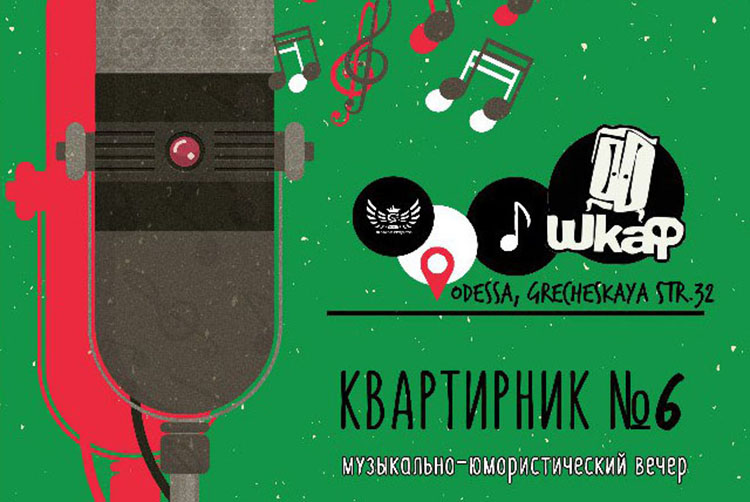 шкаф
ODESSA, GRECHESKAYA STR.32
КВАРТИРНИК №6
музыкально-юмористический вечер